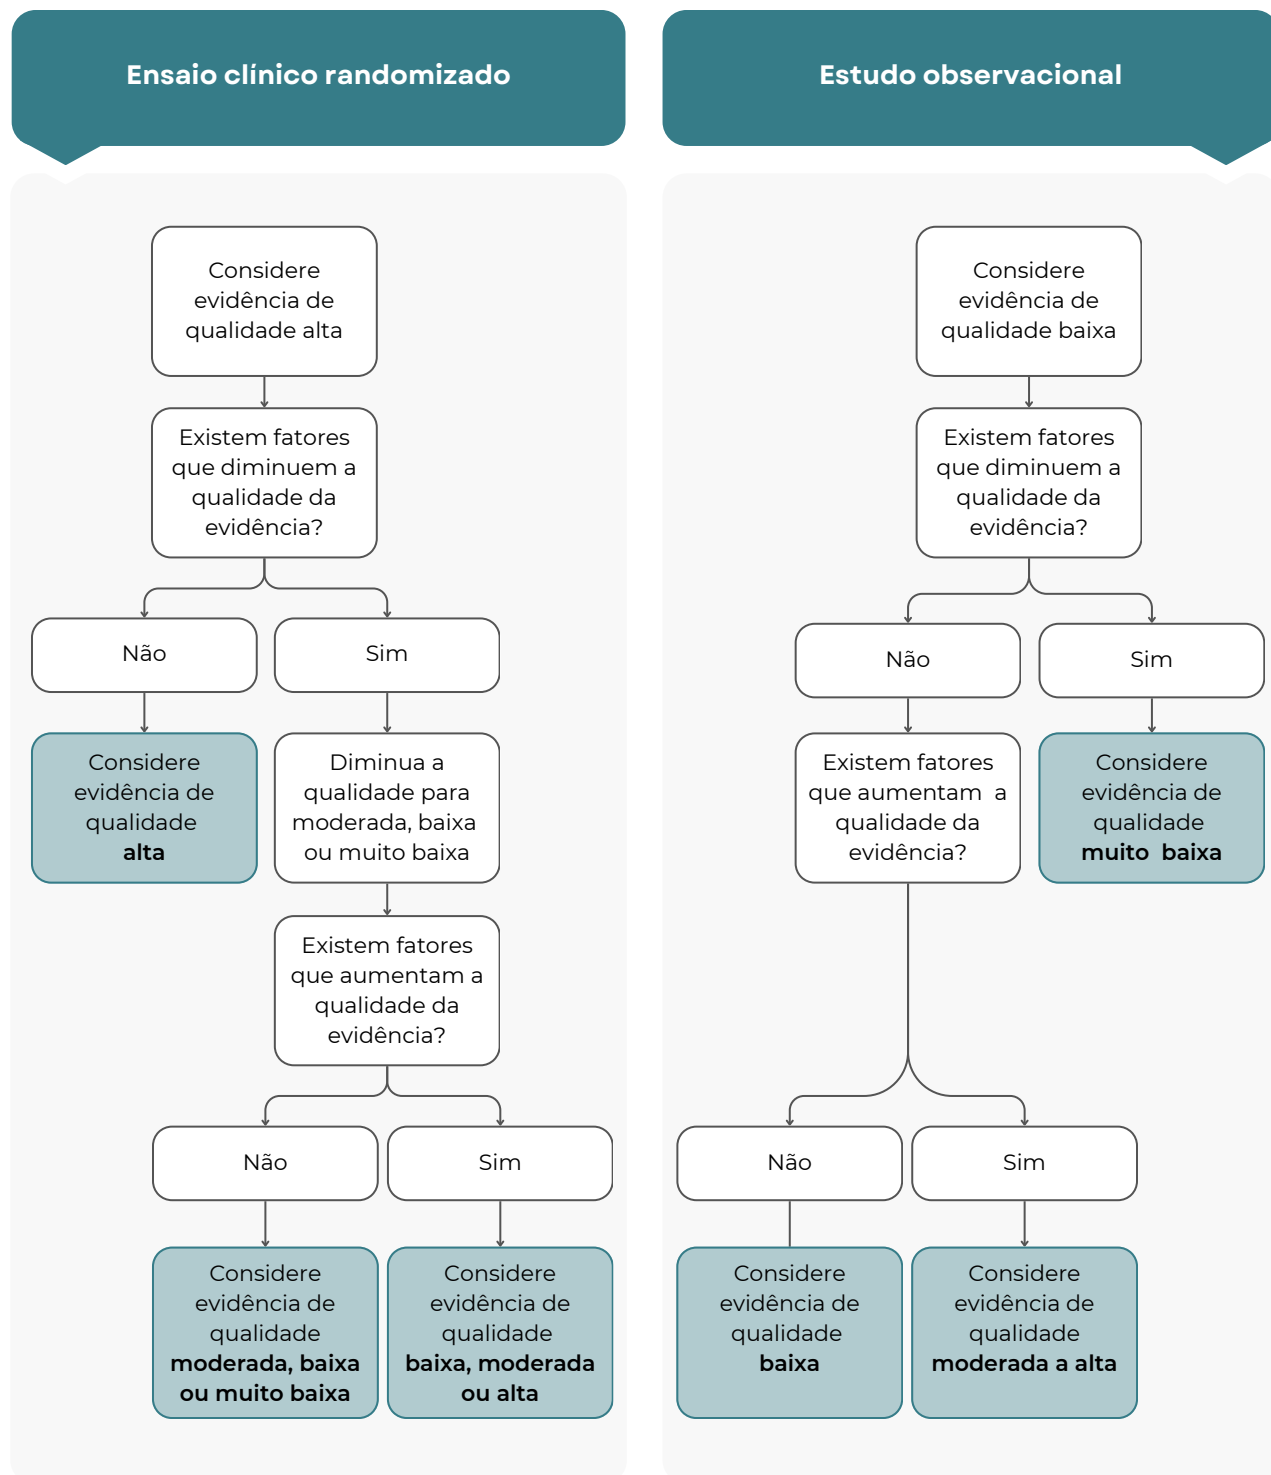 Ensaio clínico randomizado
Considere
evidência de
qualidade alta
Existem fatores
que diminuem a
qualidade da
evidência?
Não
Sim
Considere
evidência de
qualidade
alta
Diminua a
qualidade para
moderada, baixa
ou muito baixa
Existem fatores
que aumentam a
qualidade da
evidência?
Não
Sim
Considere
evidência de
qualidade
moderada, baixa
ou muito baixa
Considere
evidência de
qualidade
baixa, moderada
ou alta
Estudo observacional
Considere
evidência de
qualidade baixa
Existem fatores
que diminuem a
qualidade da
evidência?
Não
Sim
Existem fatores
que aumentam  a
qualidade da
evidência?
Considere
evidência de
qualidade
muito  baixa
Não
Sim
Considere
evidência de
qualidade
baixa
Considere
evidência de
qualidade
moderada a alta